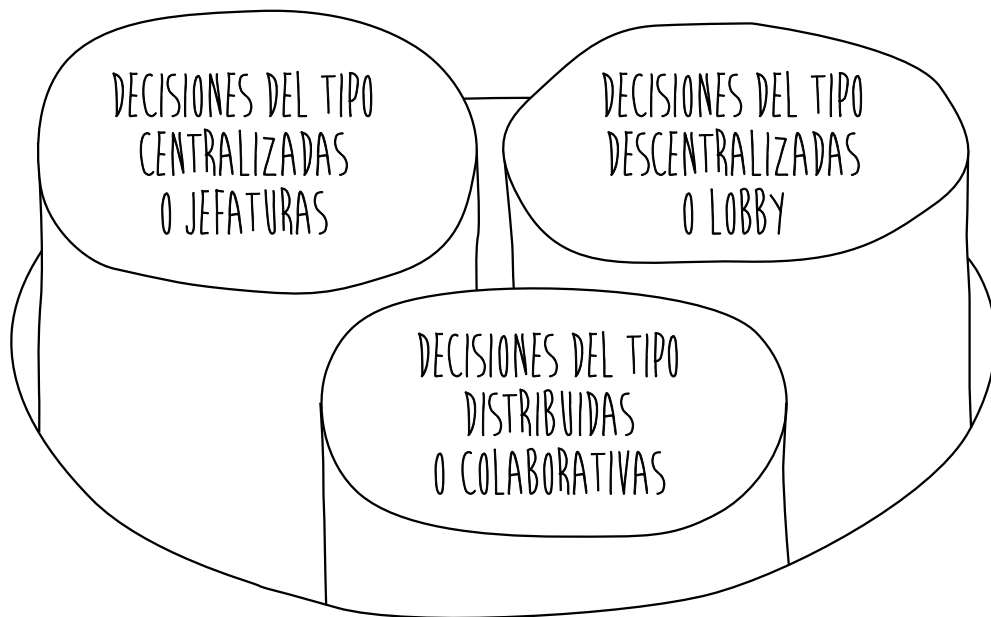 DECISIONES DEL TIPO
CENTRALIZADAS
O JEFATURAS
DECISIONES DEL TIPO
DESCENTRALIZADAS
O LOBBY
DECISIONES DEL TIPO
DISTRIBUIDAS
O COLABORATIVAS